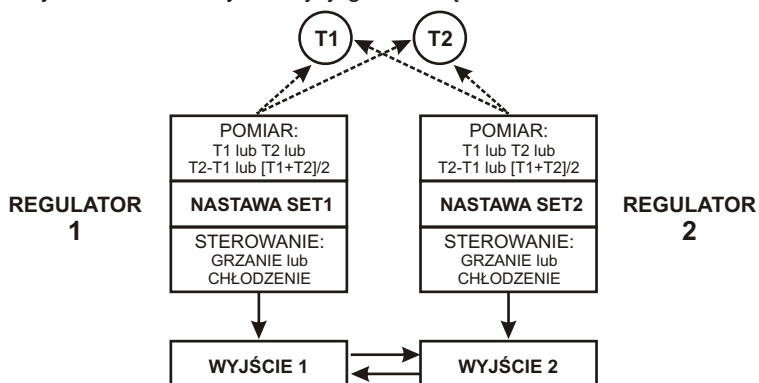 T1 T2
POMIAR:
T1 lub T2 lub
T2-T1 lub [T1+T2]/2
NASTAWA SET1
STEROWANIE:
GRZANIE lub
CHŁODZENIE
REGULATOR
1
POMIAR:
T1 lub T2 lub
T2-T1 lub [T1+T2]/2
NASTAWA SET2
STEROWANIE:
GRZANIE lub
CHŁODZENIE
REGULATOR
2
WYJŚCIE 1
WYJŚCIE 2